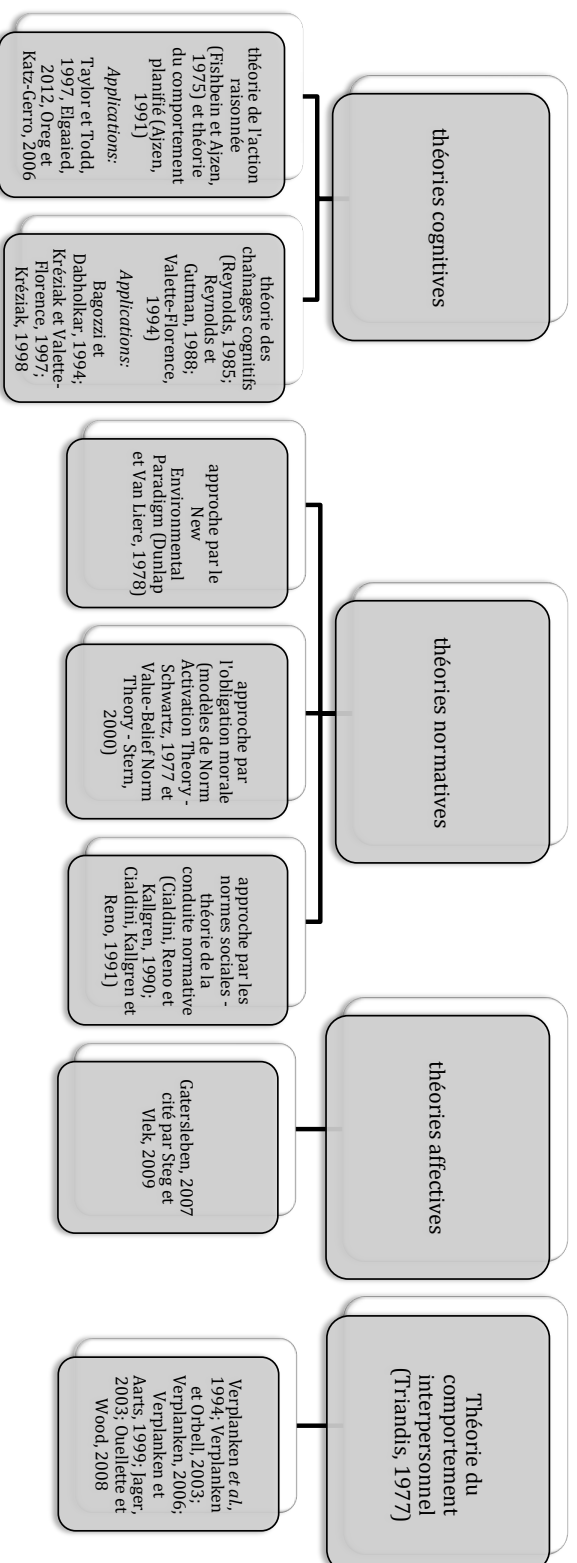 théories cognitives
théorie de l'action
raisonnée
(Fishbein et Ajzen,
1975) et théorie
du comportement
planifié (Ajzen,
1991)
Applications:
Taylor et Todd,
1997, Elgaaied,
2012, Oreg et
Katz-Gerro, 2006
théorie des
chaînages cognitifs
(Reynolds, 1985;
Reynolds et
Gutman, 1988;
Valette-Florence,
1994)
Applications:
Bagozzi et
Dabholkar, 1994;
Kréziak et Valette-
Florence, 1997;
Kréziak, 1998
théories normatives
approche par le
New
Environmental
Paradigm (Dunlap
et Van Liere, 1978)
approche par
l'obligation morale
(modèles de Norm
Activation Theory -
Schwartz, 1977 et
Value-Belief Norm
Theory - Stern,
2000)
approche par les
normes sociales -
théorie de la
conduite normative
(Cialdini, Reno et
Kallgren, 1990;
Cialdini, Kallgren et
Reno, 1991)
théories affectives
Gatersleben, 2007
cité par Steg et
Vlek, 2009
Théorie du
comportement
interpersonnel
(Triandis, 1977)
Verplanken et al.,
1994; Verplanken
et Orbell, 2003;
Verplanken, 2006;
Verplanken et
Aarts, 1999; Jager,
2003; Ouellette et
Wood, 2008